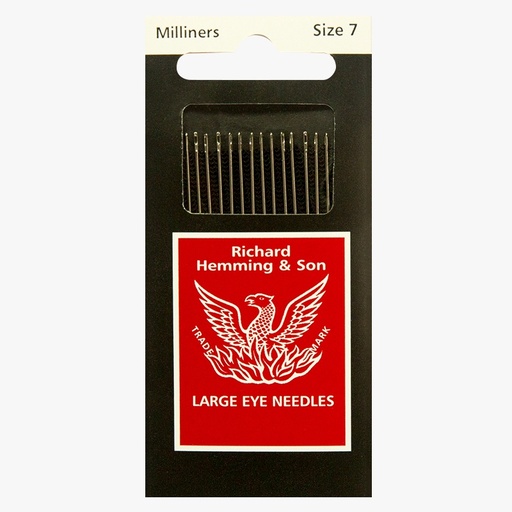 Milliners Size 7
Richard
Hemming & Son
TRADE MARK
LARGE EYE NEEDLES